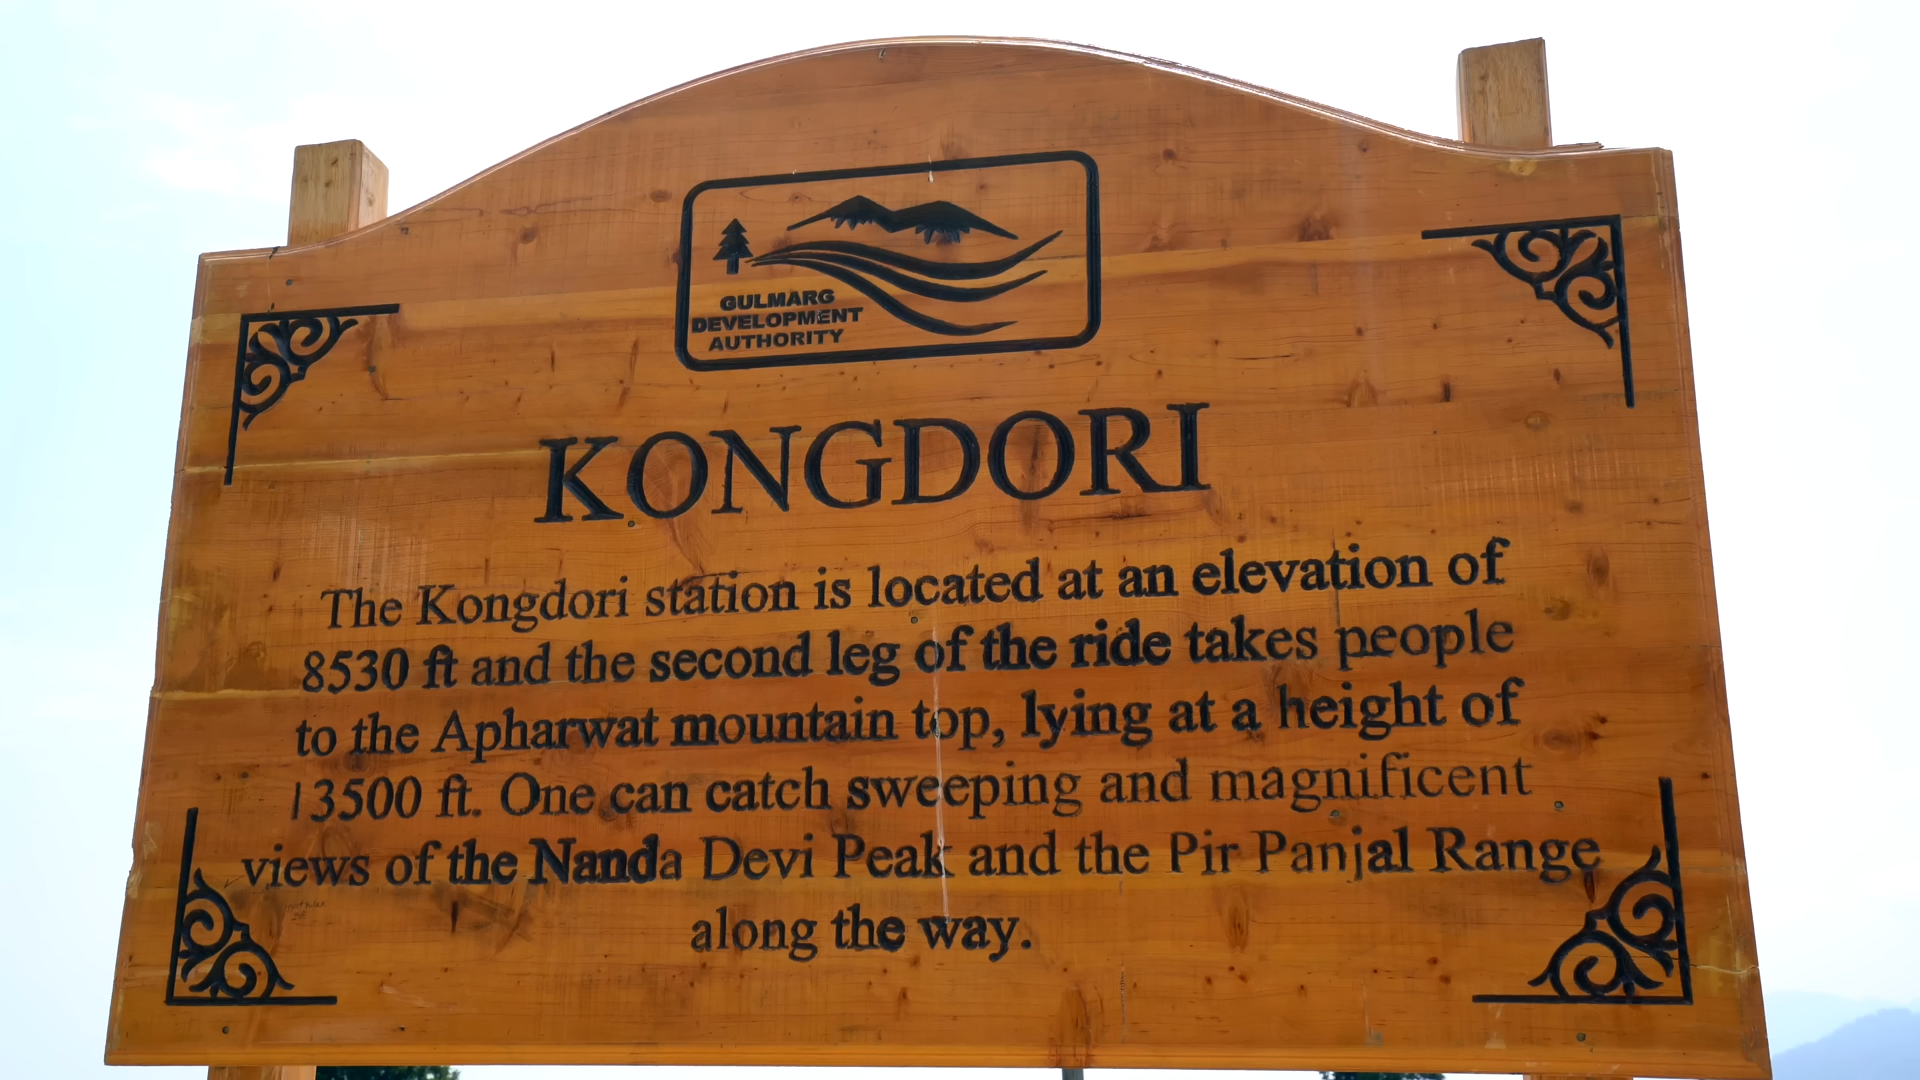 GULMARG
DEVELOPMENT
AUTHORITY
KONGDORI
The Kongdori station is located at an elevation of
8530 ft and the second leg of the ride takes people
to the Apharwat mountain top, lying at a height of
13500 ft. One can catch sweeping and magnificent
views of the Nanda Devi Peak and the Pir Panjal Range
along the way.